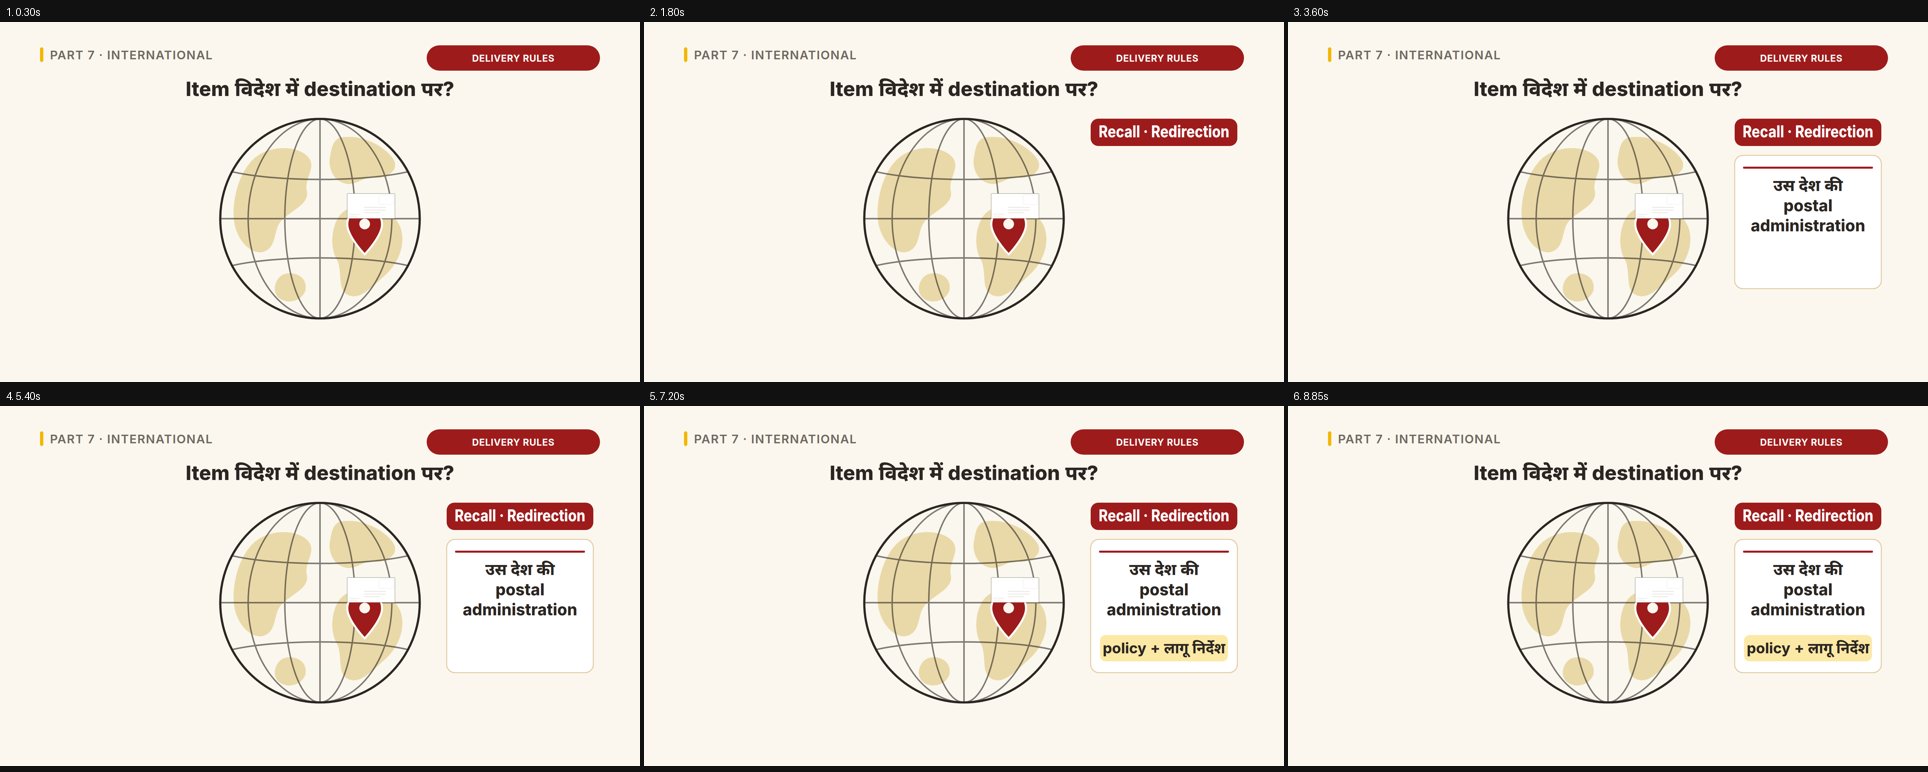 1. 0.30s
PART 7 · INTERNATIONAL
DELIVERY RULES
Item विदेश में destination पर?
2. 1.80s
PART 7 · INTERNATIONAL
DELIVERY RULES
Item विदेश में destination पर?
Recall · Redirection
3. 3.60s
PART 7 · INTERNATIONAL
DELIVERY RULES
Item विदेश में destination पर?
Recall · Redirection
उस देश की
postal
administration
4. 5.40s
PART 7 · INTERNATIONAL
DELIVERY RULES
Item विदेश में destination पर?
Recall · Redirection
उस देश की
postal
administration
5. 7.20s
PART 7 · INTERNATIONAL
DELIVERY RULES
Item विदेश में destination पर?
Recall · Redirection
उस देश की
postal
administration
policy + लागू निर्देश
6. 8.85s
PART 7 · INTERNATIONAL
DELIVERY RULES
Item विदेश में destination पर?
Recall · Redirection
उस देश की
postal
administration
policy + लागू निर्देश